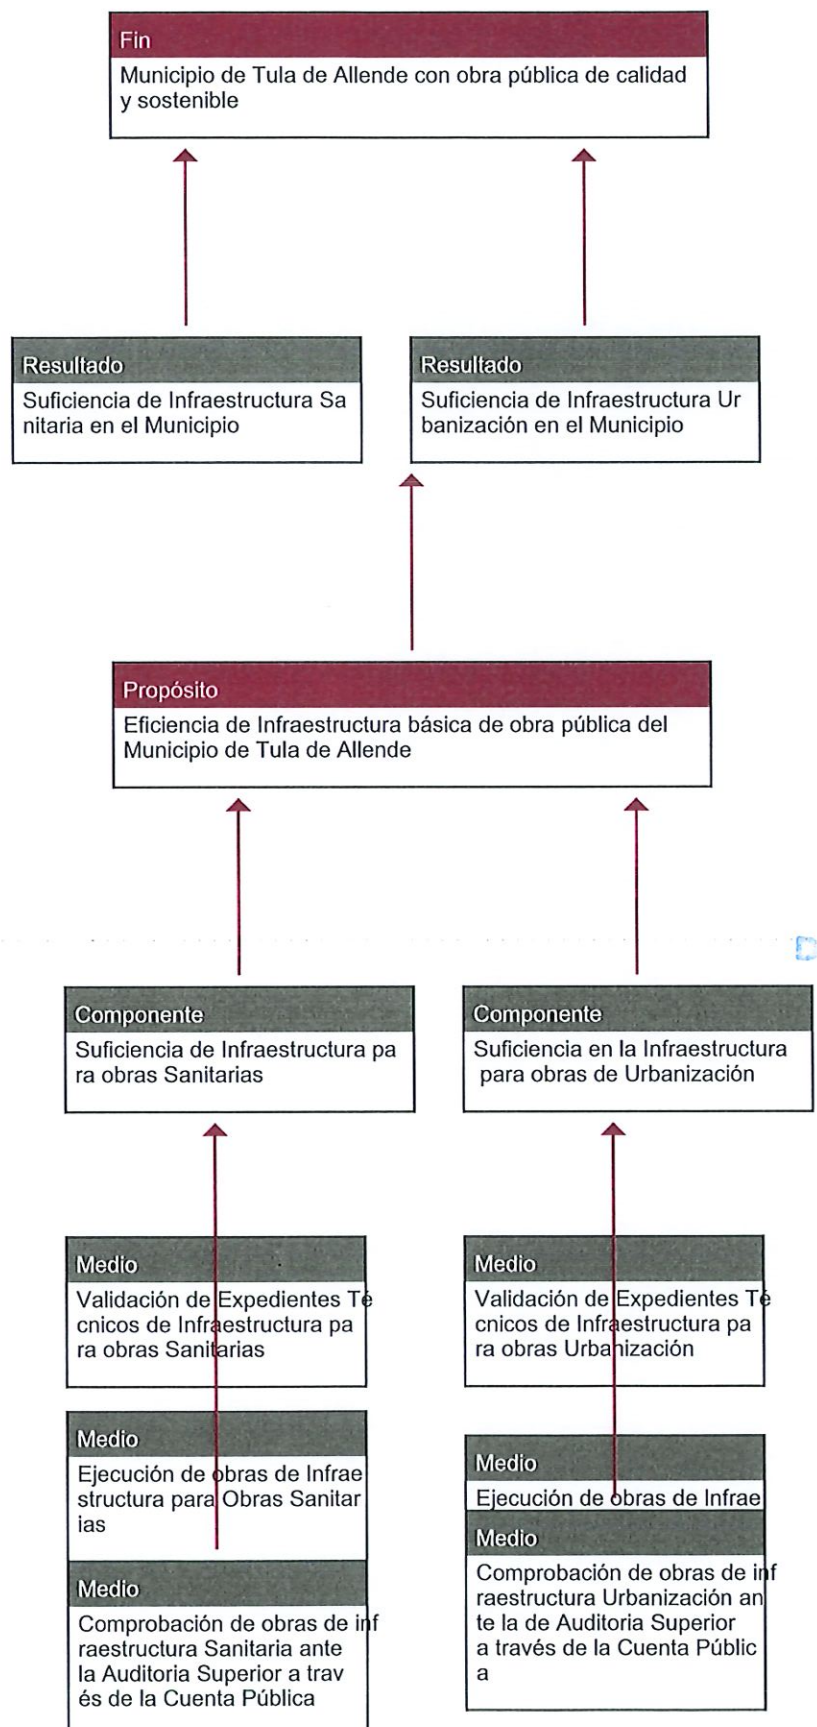 Fin
Municipio de Tula de Allende con obra pública de calidad
y sostenible
Resultado
Suficiencia de Infraestructura Sa
nitaria en el Municipio
Resultado
Suficiencia de Infraestructura Ur
banización en el Municipio
Propósito
Eficiencia de Infraestructura básica de obra pública del
Municipio de Tula de Allende
Componente
Suficiencia de Infraestructura pa
ra obras Sanitarias
Componente
Suficiencia en la Infraestructura
para obras de Urbanización
Medio
Validación de Expedientes Té
cnicos de Infraestructura pa
ra obras Sanitarias
Medio
Validación de Expedientes Té
cnicos de Infraestructura pa
ra obras Urbanización
Medio
Ejecución de obras de Infrae
structura para Obras Sanitar
ias
Medio
Ejecución de obras de Infrae
Medio
Comprobación de obras de inf
raestructura Sanitaria ante
la Auditoria Superior a trav
és de la Cuenta Pública
Medio
Comprobación de obras de inf
raestructura Urbanización an
te la de Auditoria Superior
a través de la Cuenta Públic
a